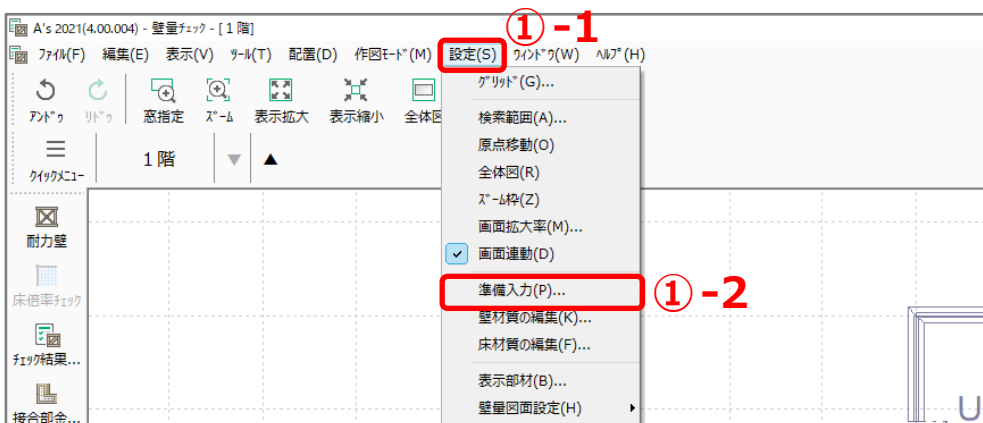 A's 2021(4.00.004) - 壁量ﾁｪｯｸ - [ 1 階]
①-1
ﾌｧｲﾙ(F) 編集(E) 表示(V) ﾂｰﾙ(T) 配置(D) 作図ﾓｰﾄﾞ(M) 設定(S) ｳｨﾝﾄﾞｳ(W) ﾍﾙﾌﾟ(H)
ｱﾝﾄﾞｩ ﾘﾄﾞｩ 窓指定 ｽﾞｰﾑ 表示拡大 表示縮小 全体図
ｸｲｯｸﾒﾆｭｰ 1 階 ▼ ▲
耐力壁
床倍率ﾁｪｯｸ
ﾁｪｯｸ結果...
接合部金...
ｸﾞﾘｯﾄﾞ(G)...
検索範囲(A)...
原点移動(O)
全体図(R)
ｽﾞｰﾑ枠(Z)
画面拡大率(M)...
画面連動(D)
準備入力(P)...
①-2
壁材質の編集(K)...
床材質の編集(F)...
表示部材(B)...
壁量図面設定(H)
U